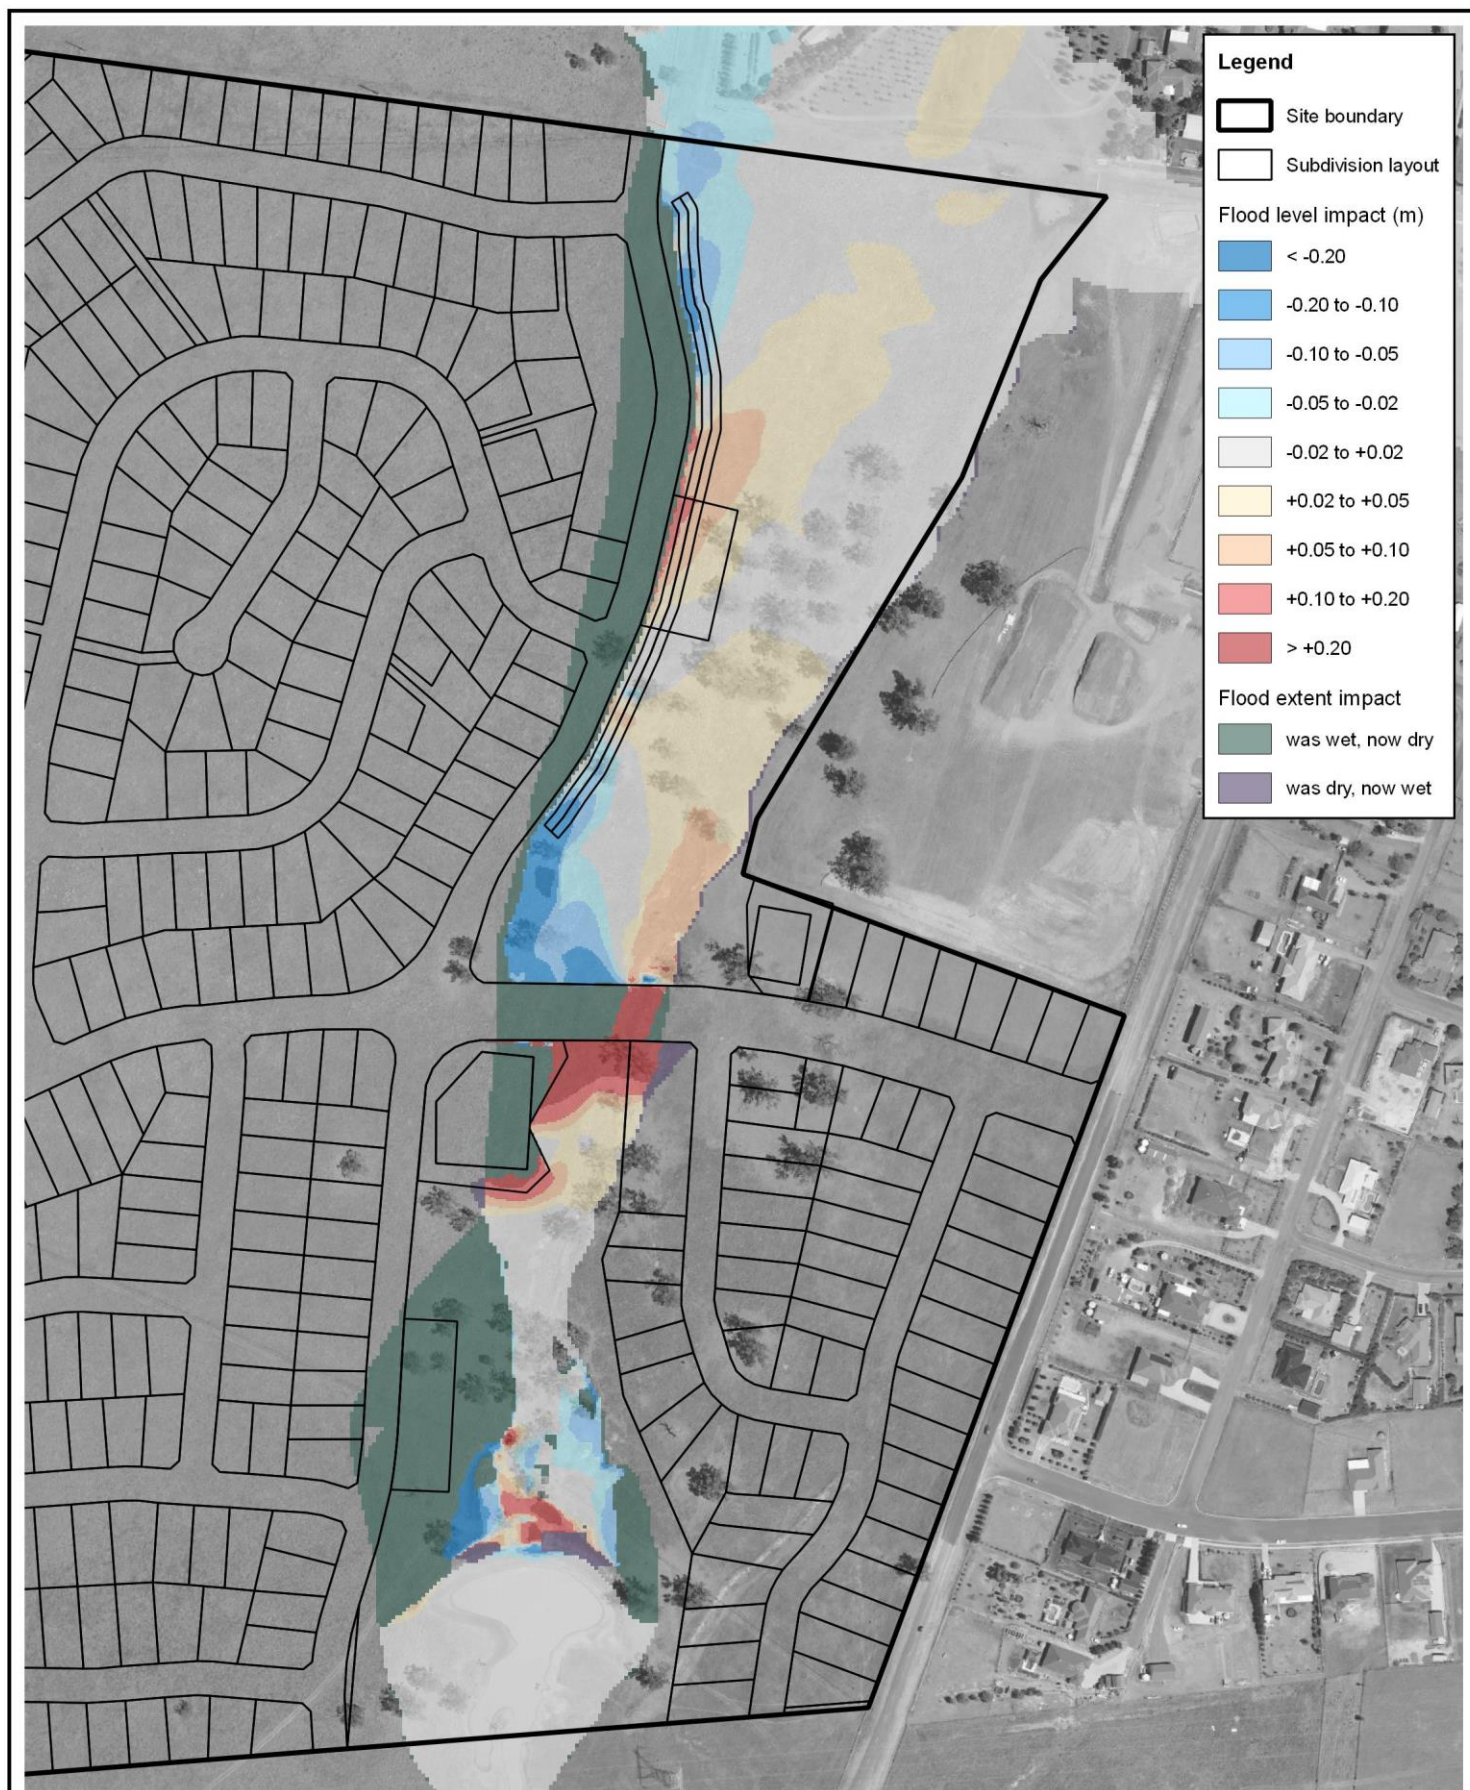 Legend
Site boundary
Subdivision layout
Flood level impact (m)
< -0.20
-0.20 to -0.10
-0.10 to -0.05
-0.05 to -0.02
-0.02 to +0.02
+0.02 to +0.05
+0.05 to +0.10
+0.10 to +0.20
> +0.20
Flood extent impact
was wet, now dry
was dry, now wet